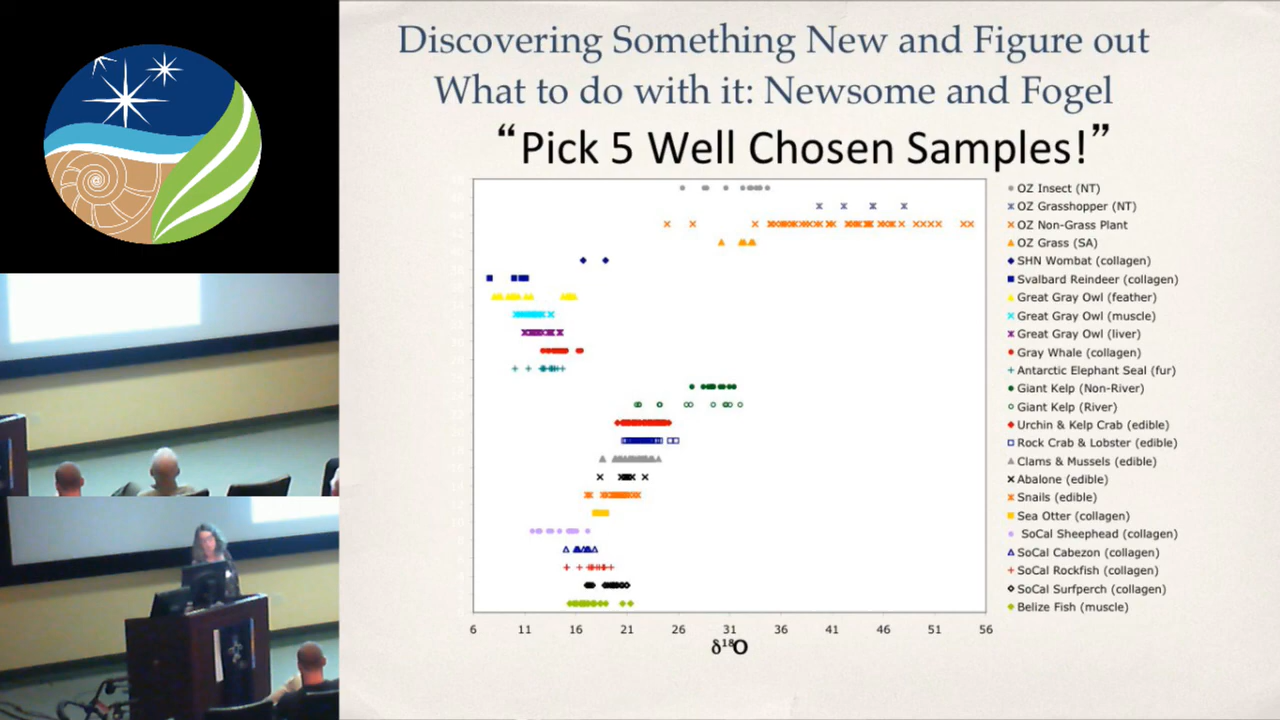 Discovering Something New and Figure out
What to do with it: Newsome and Fogel
“Pick 5 Well Chosen Samples!”
OZ Insect (NT)
OZ Grasshopper (NT)
OZ Non-Grass Plant
OZ Grass (SA)
SHN Wombat (collagen)
Svalbard Reindeer (collagen)
Great Gray Owl (feather)
Great Gray Owl (muscle)
Great Gray Owl (liver)
Gray Whale (collagen)
Antarctic Elephant Seal (fur)
Giant Kelp (Non-River)
Giant Kelp (River)
Urchin & Kelp Crab (edible)
Rock Crab & Lobster (edible)
Clams & Mussels (edible)
Abalone (edible)
Snails (edible)
Sea Otter (collagen)
SoCal Sheephead (collagen)
SoCal Cabezon (collagen)
SoCal Rockfish (collagen)
SoCal Surfperch (collagen)
Belize Fish (muscle)
6 11 16 21 26 31 36 41 46 51 56
δ¹⁸O